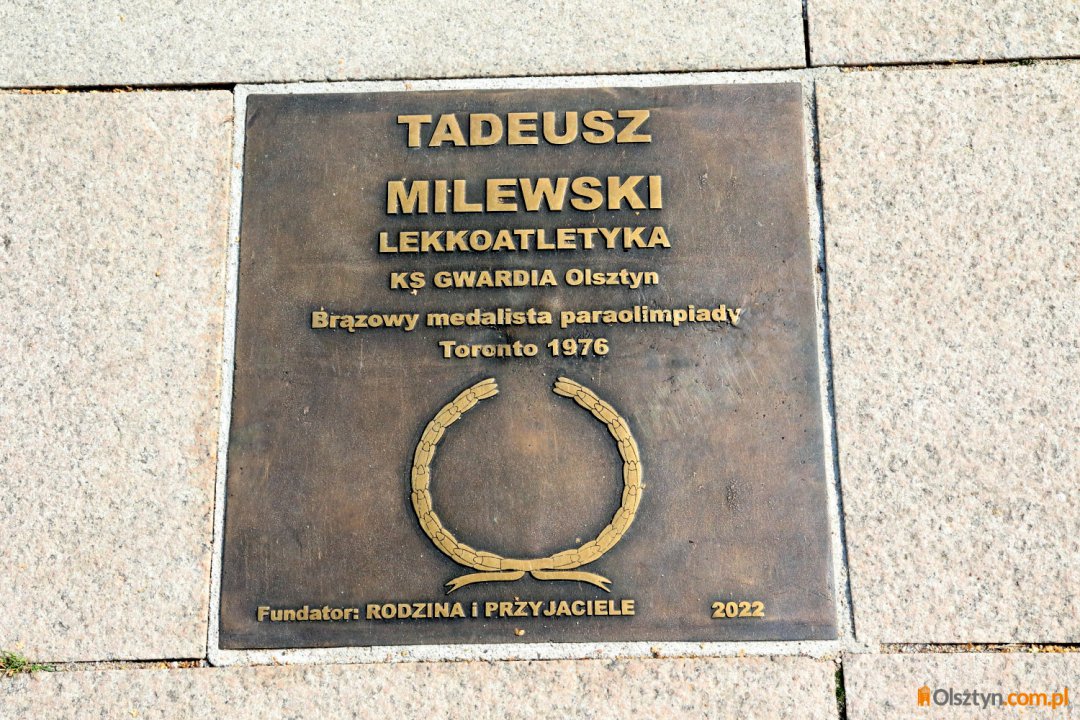 TADEUSZ
MILEWSKI
LEKKOATLETYKA
KS GWARDIA Olsztyn
Brązowy medalista paraolimpiady
Toronto 1976
Fundator: RODZINA i PRZYJACIELE 2022
Olsztyn.com.pl